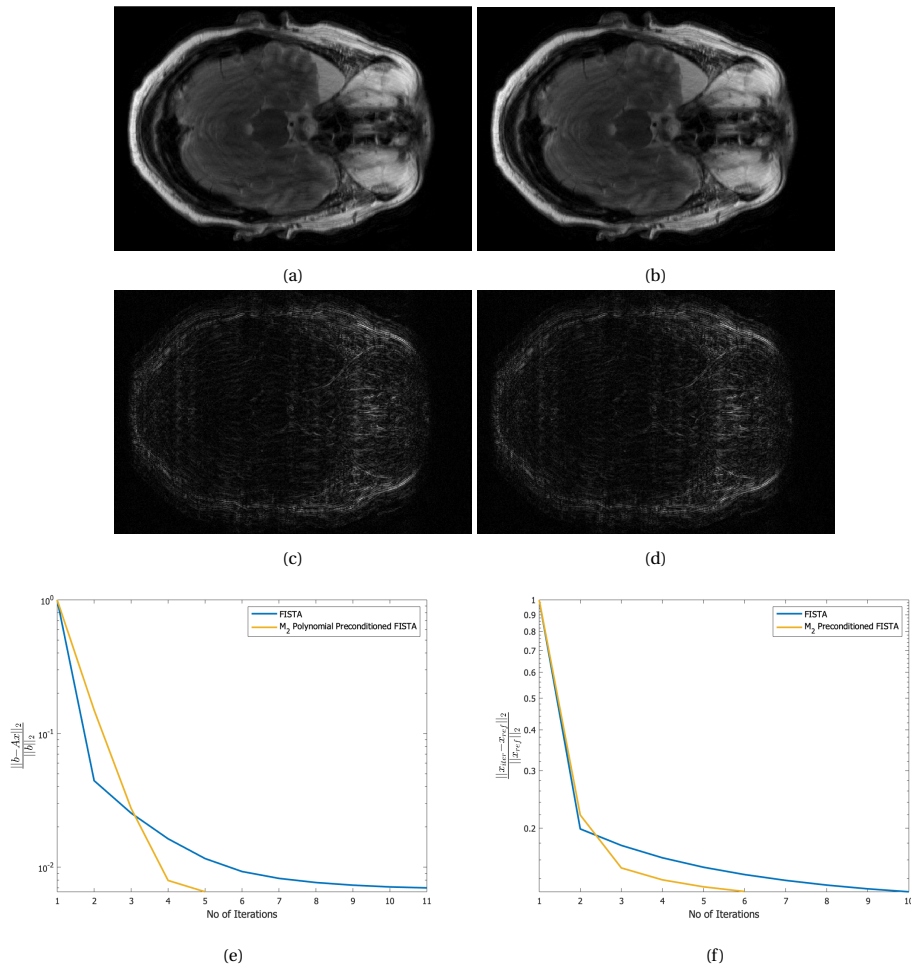 (a)
(b)
(c)
(d)
10^0
10^-1
10^-2
1 2 3 4 5 6 7 8 9 10 11
No of Iterations
||b−Ax||_2
||b||_2
FISTA
M_2 Polynomial Preconditioned FISTA
(e)
1
0.9
0.8
0.7
0.6
0.5
0.4
0.3
0.2
1 2 3 4 5 6 7 8 9 10
No of Iterations
||x_iter−x_ref||_2
||x_ref||_2
FISTA
M_2 Preconditioned FISTA
(f)